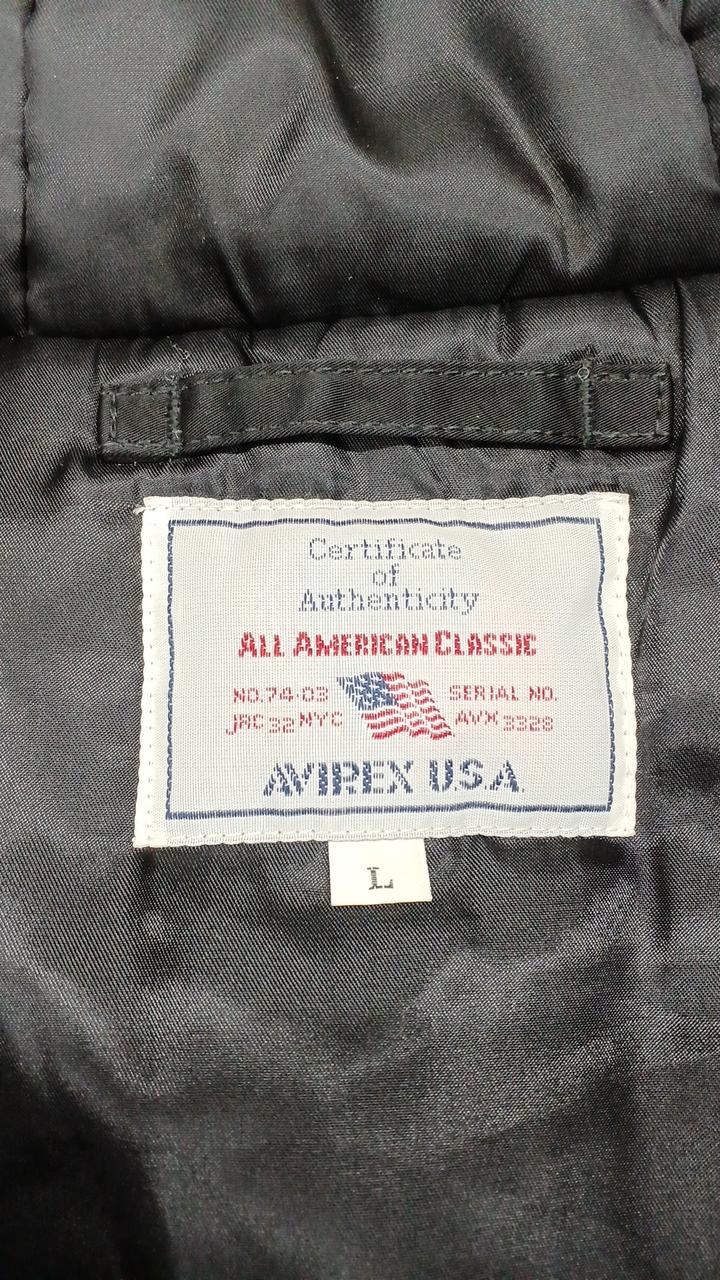 Certificate
of
Authenticity
ALL AMERICAN CLASSIC
NO.74-03 SERIAL NO.
JRC 32 NYC AVX 3328
AVIREX U.S.A.
L